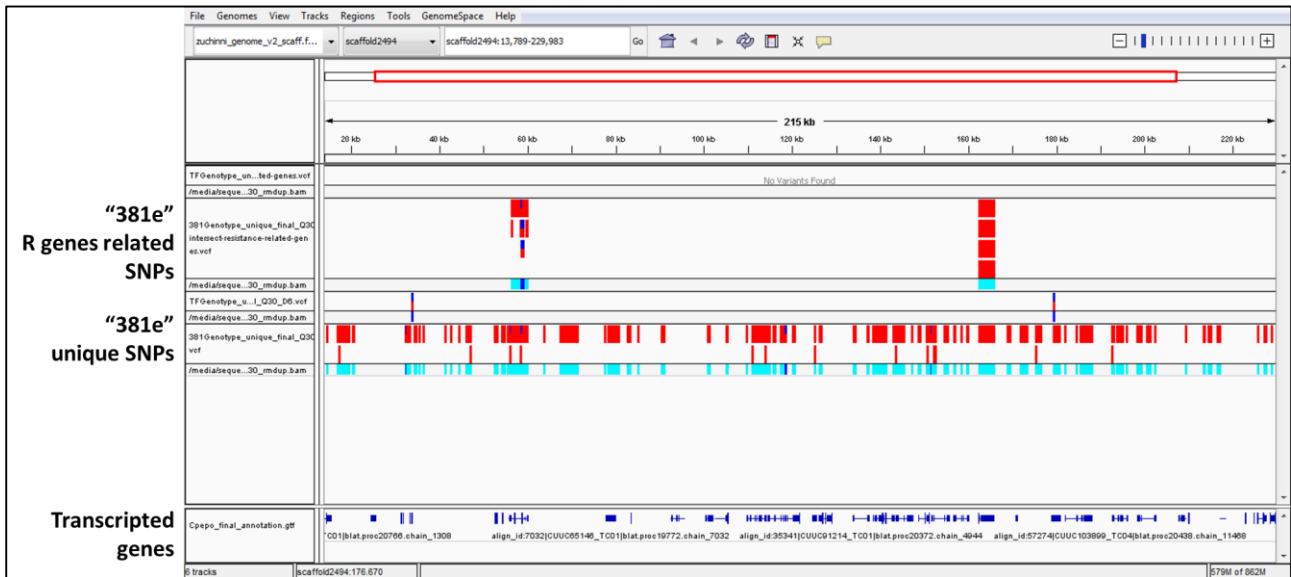 File Genomes View Tracks Regions Tools GenomeSpace Help
zuchinni_genome_v2_scaff.f... scaffold2494 scaffold2494:13,789-229,983 Go
215 kb
20 kb 40 kb 60 kb 80 kb 100 kb 120 kb 140 kb 160 kb 180 kb 200 kb 220 kb
TFGenotype_un...ted-genes.vcf
No Variants Found
/media/seque...30_rmdup.bam
“381e”
R genes related
SNPs
381Genotype_unique_final_Q30
intersect-resistance-related-gen
es.vcf
/media/seque...30_rmdup.bam
TFGenotype_u...l_Q30_D6.vcf
/media/seque...30_rmdup.bam
“381e”
unique SNPs
381Genotype_unique_final_Q30
vcf
/media/seque...30_rmdup.bam
Transcripted
genes
Cpepo_final_annotation.gtf
TC01|blat.proc20766.chain_1308 align_id:7032|CUUC65146_TC01|blat.proc19772.chain_7032 align_id:35341|CUUC91214_TC01|blat.proc20372.chain_4944 align_id:57274|CUUC103899_TC04|blat.proc20438.chain_11468
6 tracks scaffold2494:176.670 579M of 862M